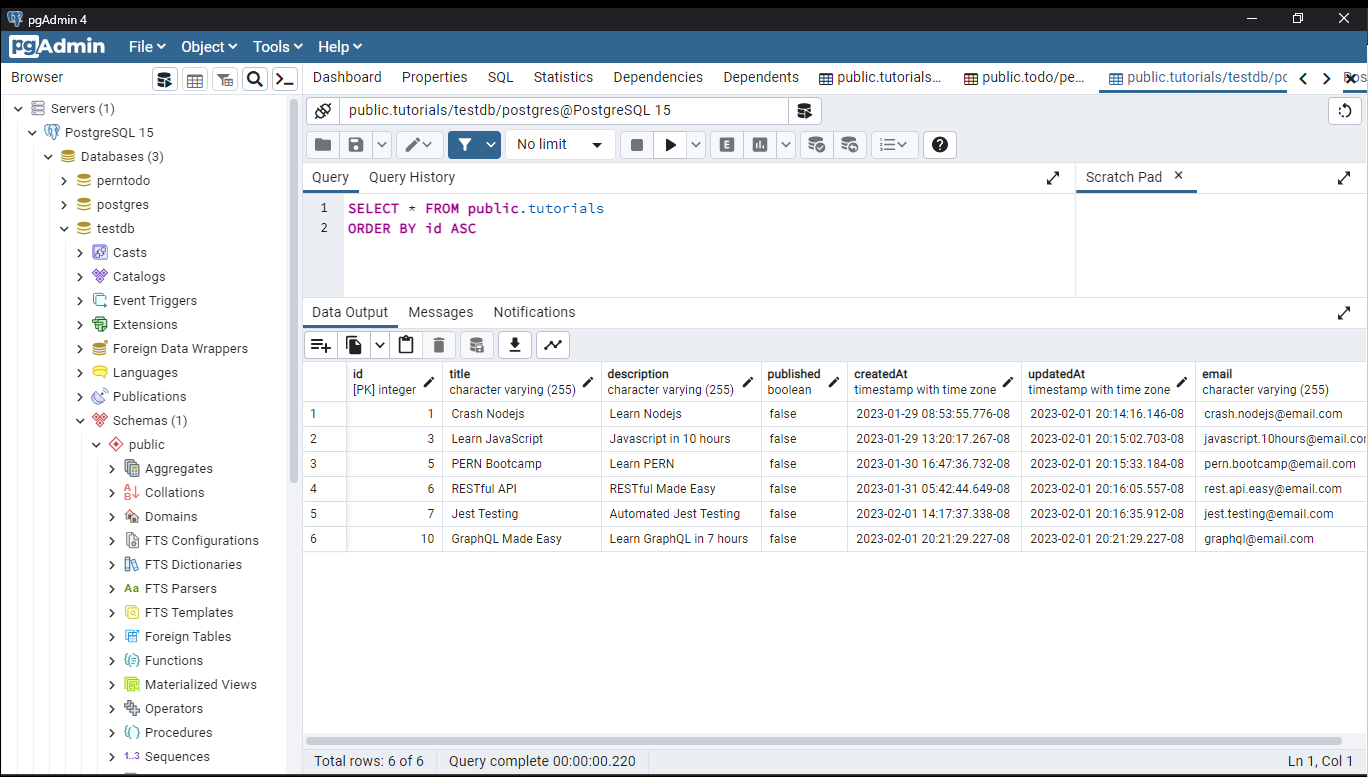 pgAdmin 4
pgAdmin File Object Tools Help
Browser
Dashboard Properties SQL Statistics Dependencies Dependents public.tutorials... public.todo/pe... public.tutorials/testdb/pc
Servers (1)
PostgreSQL 15
Databases (3)
perntodo
postgres
testdb
Casts
Catalogs
Event Triggers
Extensions
Foreign Data Wrappers
Languages
Publications
Schemas (1)
public
Aggregates
Collations
Domains
FTS Configurations
FTS Dictionaries
Aa FTS Parsers
FTS Templates
Foreign Tables
Functions
Materialized Views
Operators
Procedures
1..3 Sequences
public.tutorials/testdb/postgres@PostgreSQL 15
No limit E
Query Query History
Scratch Pad
1 SELECT * FROM public.tutorials
2 ORDER BY id ASC
Data Output Messages Notifications
id title description published createdAt updatedAt email
[PK] integer character varying (255) character varying (255) boolean timestamp with time zone timestamp with time zone character varying (255)
1 1 Crash Nodejs Learn Nodejs false 2023-01-29 08:53:55.776-08 2023-02-01 20:14:16.146-08 crash.nodejs@email.com
2 3 Learn JavaScript Javascript in 10 hours false 2023-01-29 13:20:17.267-08 2023-02-01 20:15:02.703-08 javascript.10hours@email.cor
3 5 PERN Bootcamp Learn PERN false 2023-01-30 16:47:36.732-08 2023-02-01 20:15:33.184-08 pern.bootcamp@email.com
4 6 RESTful API RESTful Made Easy false 2023-01-31 05:42:44.649-08 2023-02-01 20:16:05.557-08 rest.api.easy@email.com
5 7 Jest Testing Automated Jest Testing false 2023-02-01 14:17:37.338-08 2023-02-01 20:16:35.912-08 jest.testing@email.com
6 10 GraphQL Made Easy Learn GraphQL in 7 hours false 2023-02-01 20:21:29.227-08 2023-02-01 20:21:29.227-08 graphql@email.com
Total rows: 6 of 6 Query complete 00:00:00.220
Ln 1, Col 1